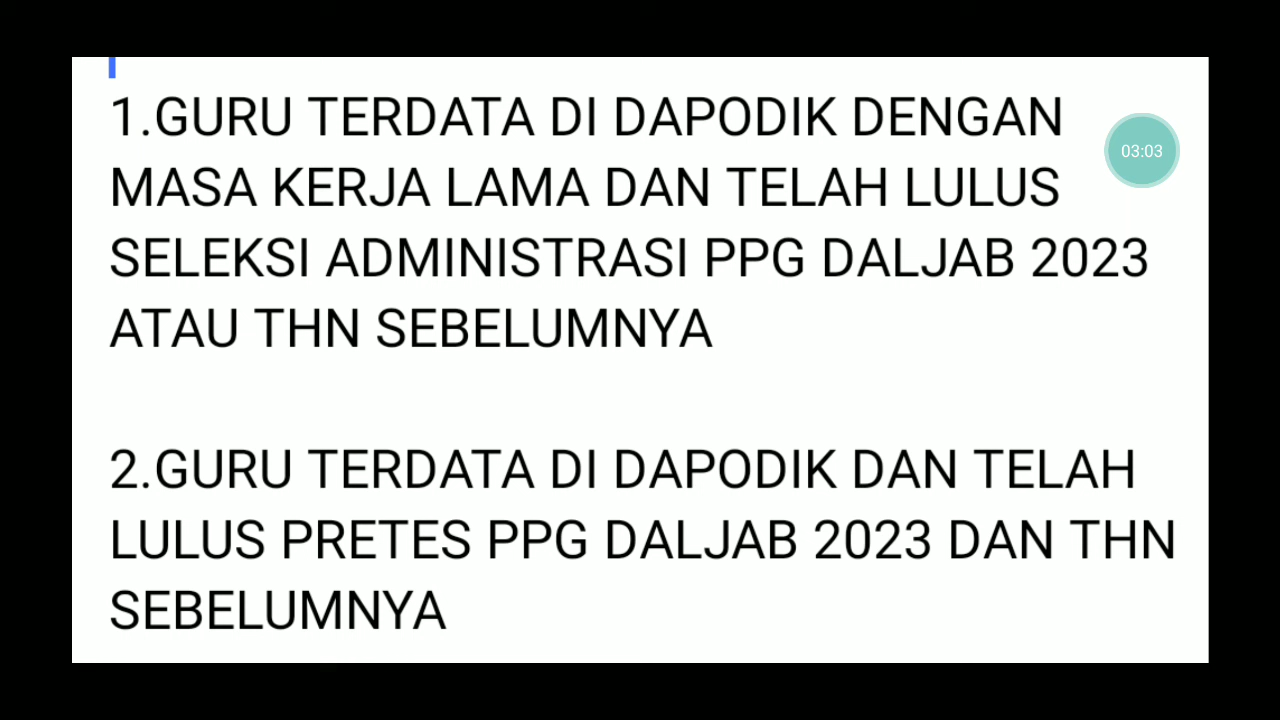 1.GURU TERDATA DI DAPODIK DENGAN
MASA KERJA LAMA DAN TELAH LULUS
SELEKSI ADMINISTRASI PPG DALJAB 2023
ATAU THN SEBELUMNYA
03:03
2.GURU TERDATA DI DAPODIK DAN TELAH
LULUS PRETES PPG DALJAB 2023 DAN THN
SEBELUMNYA